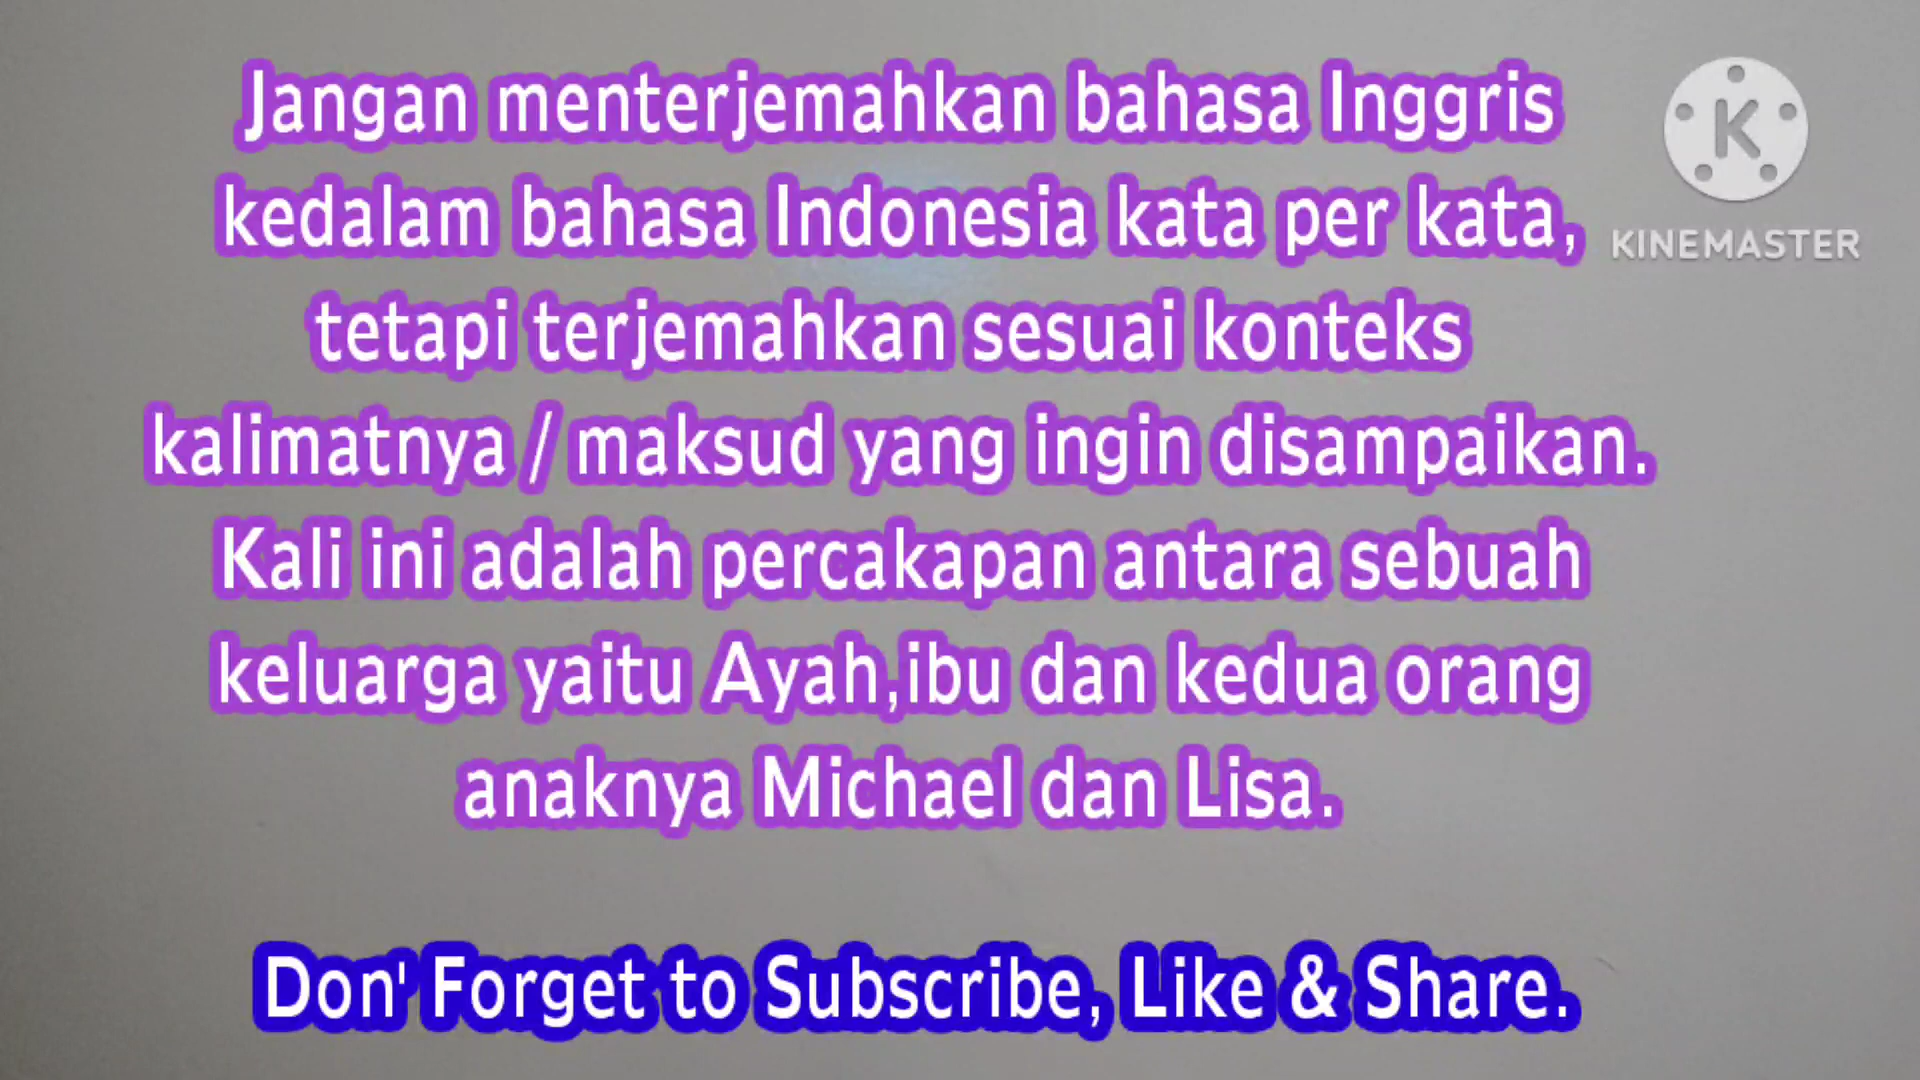 Jangan menterjemahkan bahasa Inggris
kedalam bahasa Indonesia kata per kata,
tetapi terjemahkan sesuai konteks
kalimatnya / maksud yang ingin disampaikan.
Kali ini adalah percakapan antara sebuah
keluarga yaitu Ayah,ibu dan kedua orang
anaknya Michael dan Lisa.
Don' Forget to Subscribe, Like & Share.
K
KINEMASTER